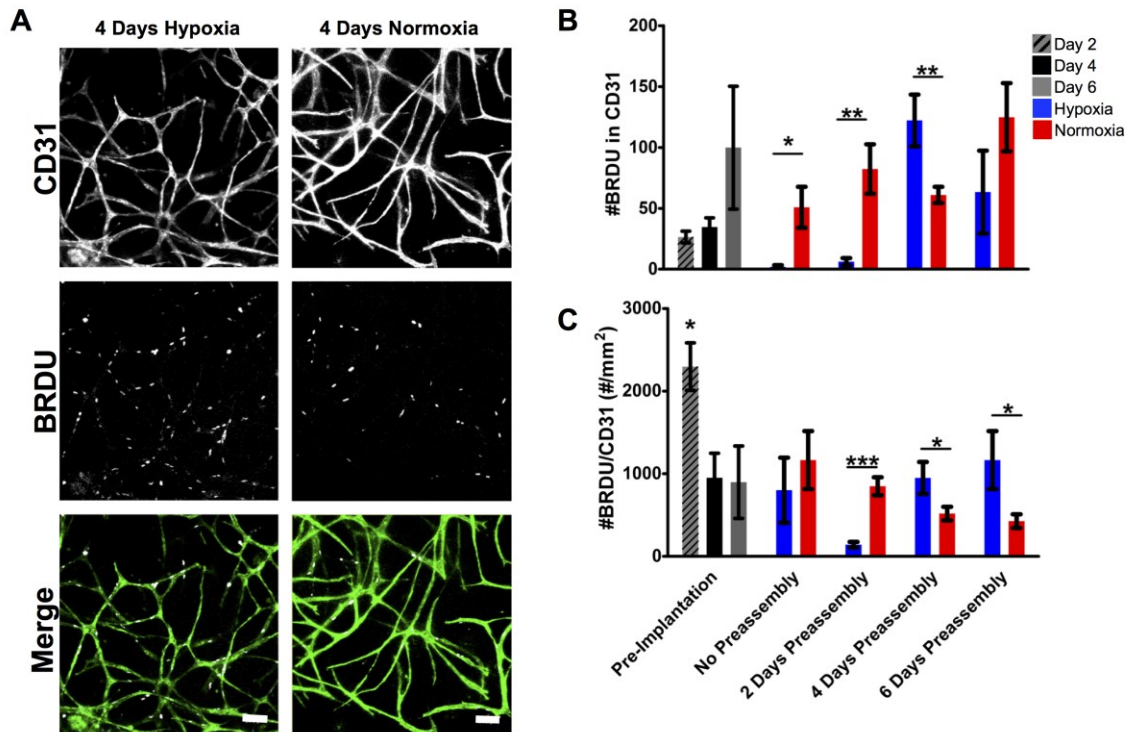 A
4 Days Hypoxia
4 Days Normoxia
CD31
BRDU
Merge
B
#BRDU in CD31
200
150
100
50
0
*
**
**
Day 2
Day 4
Day 6
Hypoxia
Normoxia
C
#BRDU/CD31 (#/mm²)
3000
2000
1000
0
*
***
*
*
Pre-Implantation
No Preassembly
2 Days Preassembly
4 Days Preassembly
6 Days Preassembly